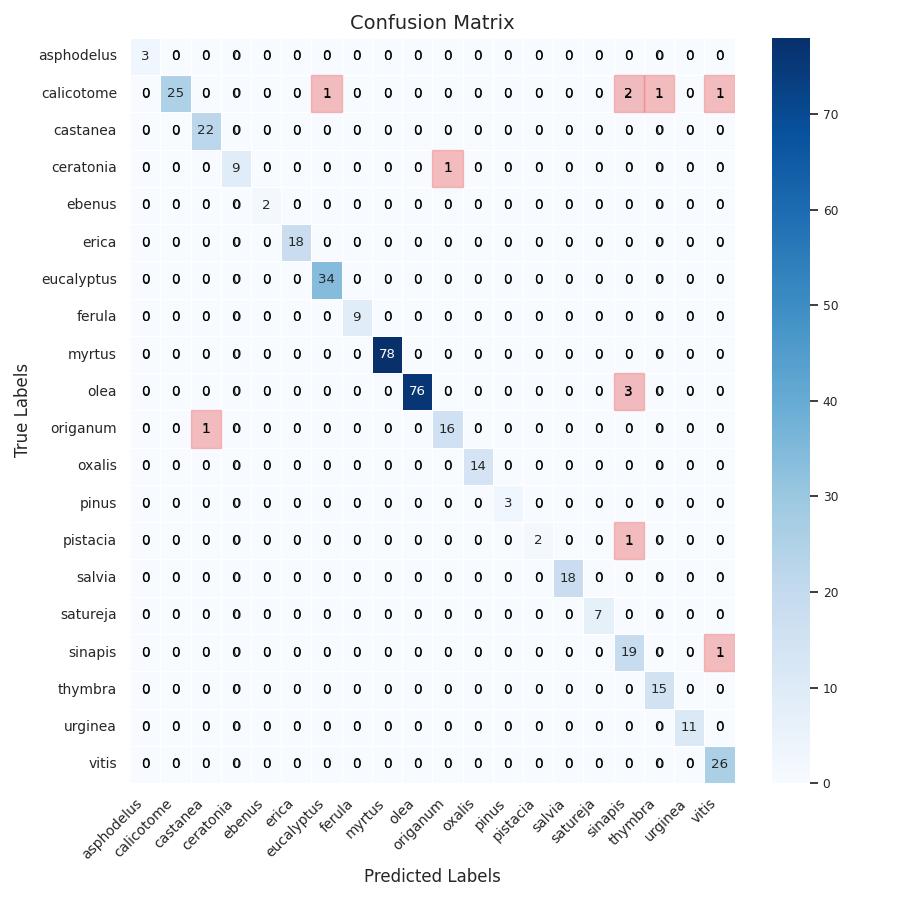 Confusion Matrix
asphodelus 3 0 0 0 0 0 0 0 0 0 0 0 0 0 0 0 0 0 0 0
calicotome 0 25 0 0 0 0 1 0 0 0 0 0 0 0 0 0 2 1 0 1
castanea 0 0 22 0 0 0 0 0 0 0 0 0 0 0 0 0 0 0 0 0
ceratonia 0 0 0 9 0 0 0 0 0 0 1 0 0 0 0 0 0 0 0 0
ebenus 0 0 0 0 2 0 0 0 0 0 0 0 0 0 0 0 0 0 0 0
erica 0 0 0 0 0 18 0 0 0 0 0 0 0 0 0 0 0 0 0 0
eucalyptus 0 0 0 0 0 0 34 0 0 0 0 0 0 0 0 0 0 0 0 0
ferula 0 0 0 0 0 0 0 9 0 0 0 0 0 0 0 0 0 0 0 0
myrtus 0 0 0 0 0 0 0 0 78 0 0 0 0 0 0 0 0 0 0 0
olea 0 0 0 0 0 0 0 0 0 76 0 0 0 0 0 0 3 0 0 0
origanum 0 0 1 0 0 0 0 0 0 0 16 0 0 0 0 0 0 0 0 0
oxalis 0 0 0 0 0 0 0 0 0 0 0 14 0 0 0 0 0 0 0 0
pinus 0 0 0 0 0 0 0 0 0 0 0 0 3 0 0 0 0 0 0 0
pistacia 0 0 0 0 0 0 0 0 0 0 0 0 0 2 0 0 1 0 0 0
salvia 0 0 0 0 0 0 0 0 0 0 0 0 0 0 18 0 0 0 0 0
satureja 0 0 0 0 0 0 0 0 0 0 0 0 0 0 0 7 0 0 0 0
sinapis 0 0 0 0 0 0 0 0 0 0 0 0 0 0 0 0 19 0 0 1
thymbra 0 0 0 0 0 0 0 0 0 0 0 0 0 0 0 0 0 15 0 0
urginea 0 0 0 0 0 0 0 0 0 0 0 0 0 0 0 0 0 0 11 0
vitis 0 0 0 0 0 0 0 0 0 0 0 0 0 0 0 0 0 0 0 26
True Labels
asphodelus calicotome castanea ceratonia ebenus erica eucalyptus ferula myrtus olea origanum oxalis pinus pistacia salvia satureja sinapis thymbra urginea vitis
Predicted Labels
70
60
50
40
30
20
10
0